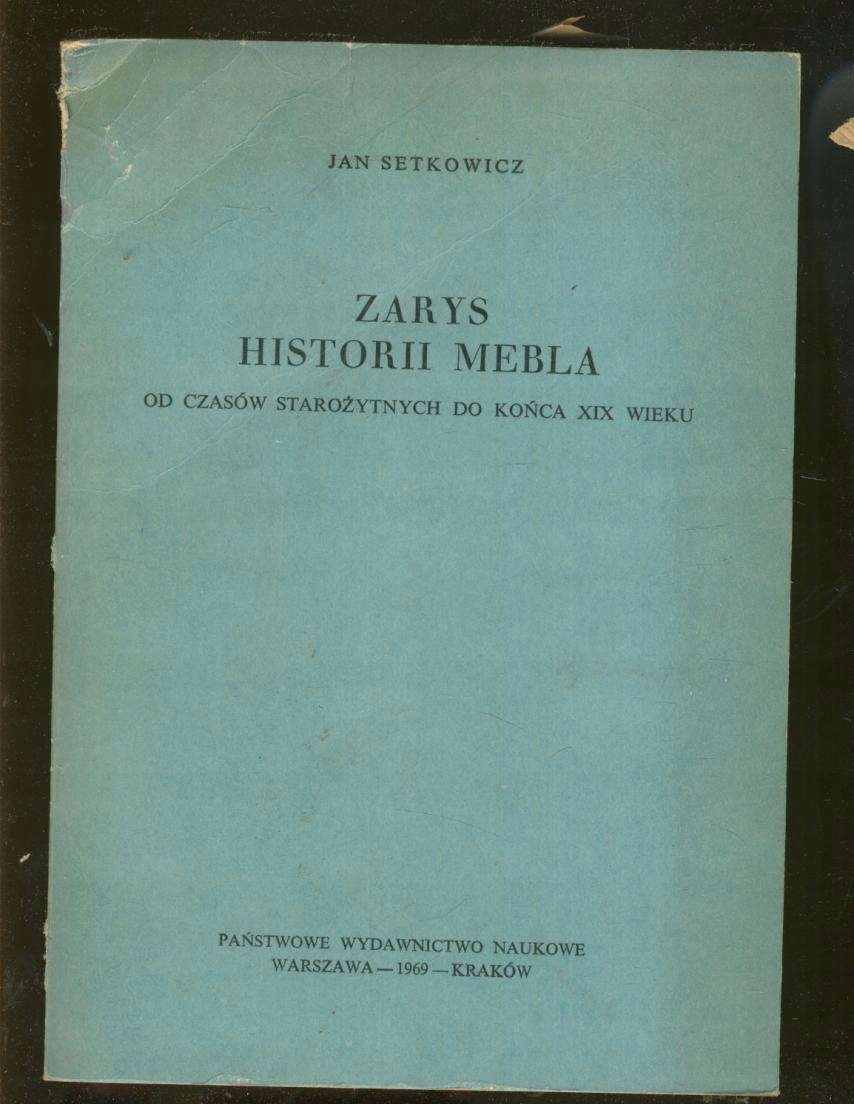 JAN SETKOWICZ
ZARYS
HISTORII MEBLA
OD CZASÓW STAROŻYTNYCH DO KOŃCA XIX WIEKU
PAŃSTWOWE WYDAWNICTWO NAUKOWE
WARSZAWA — 1969 — KRAKÓW